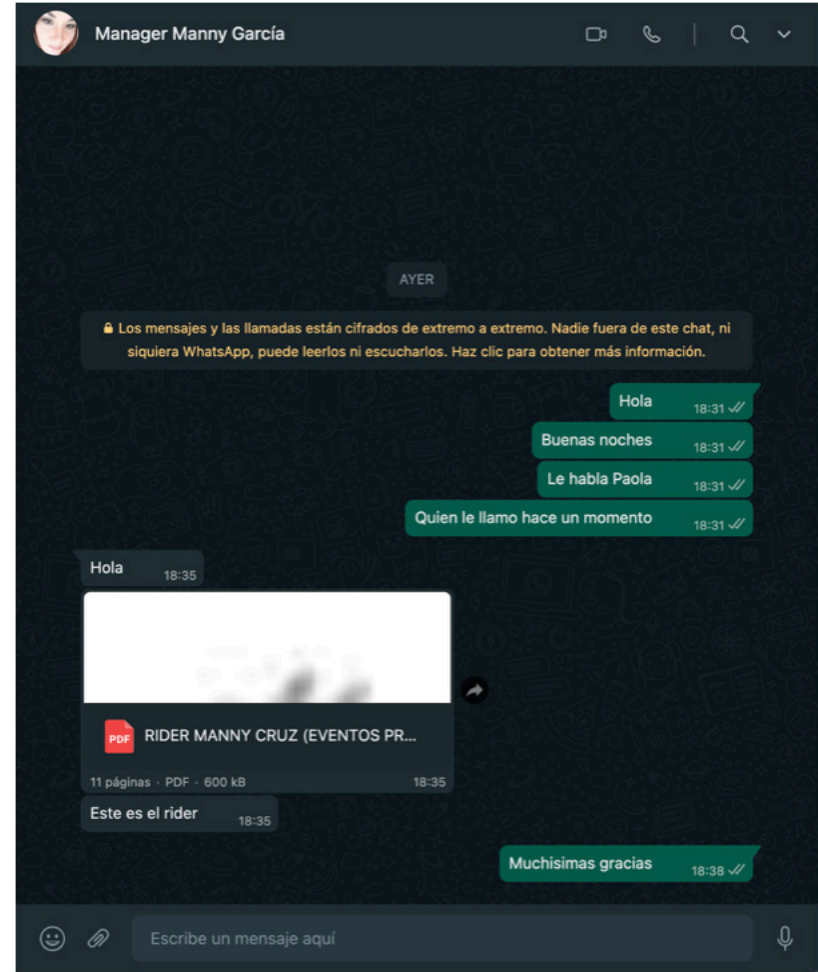 Manager Manny García
AYER
Los mensajes y las llamadas están cifrados de extremo a extremo. Nadie fuera de este chat, ni
siquiera WhatsApp, puede leerlos ni escucharlos. Haz clic para obtener más información.
Hola 18:31
Buenas noches 18:31
Le habla Paola 18:31
Quien le llamo hace un momento 18:31
Hola 18:35
PDF RIDER MANNY CRUZ (EVENTOS PR...
11 páginas · PDF · 600 kB 18:35
Este es el rider 18:35
Muchisimas gracias 18:38
Escribe un mensaje aquí